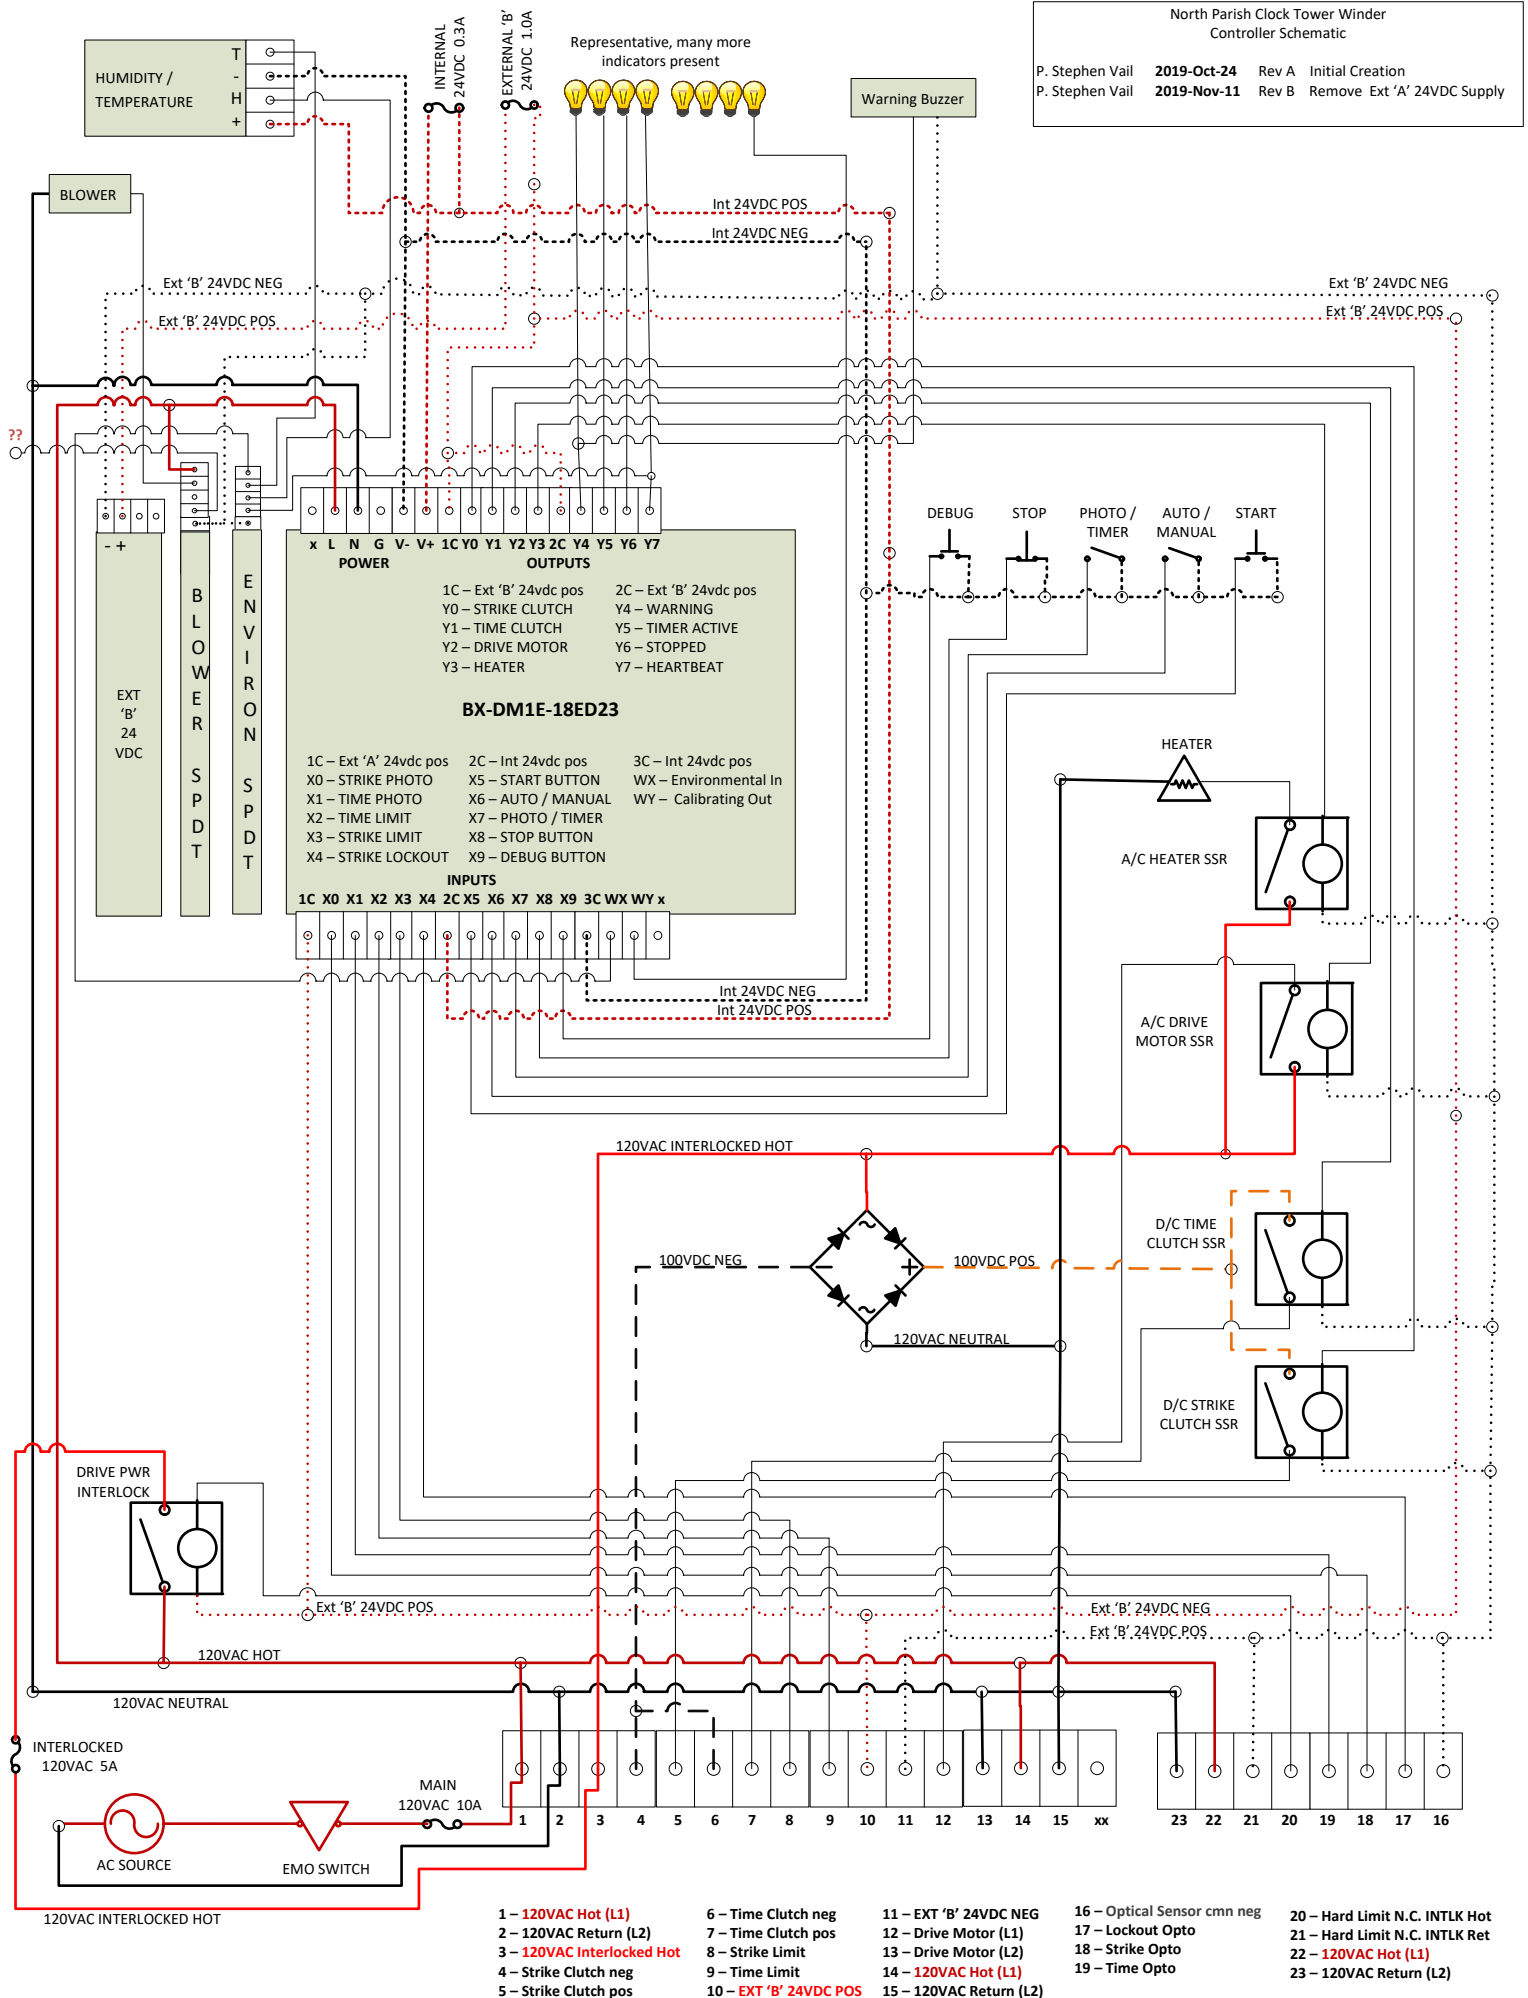 North Parish Clock Tower Winder
Controller Schematic
P. Stephen Vail 2019-Oct-24 Rev A Initial Creation
P. Stephen Vail 2019-Nov-11 Rev B Remove Ext ‘A’ 24VDC Supply
HUMIDITY /
TEMPERATURE
T
-
H
+
INTERNAL
24VDC 0.3A
EXTERNAL ‘B’
24VDC 1.0A
Representative, many more
indicators present
Warning Buzzer
BLOWER
Int 24VDC POS
Int 24VDC NEG
Ext ‘B’ 24VDC NEG
Ext ‘B’ 24VDC POS
Ext ‘B’ 24VDC NEG
Ext ‘B’ 24VDC POS
??
- +
EXT
‘B’
24
VDC
BLOWER SPDT
ENVIRON SPDT
x L N G V- V+ 1C Y0 Y1 Y2 Y3 2C Y4 Y5 Y6 Y7
POWER OUTPUTS
1C – Ext ‘B’ 24vdc pos
Y0 – STRIKE CLUTCH
Y1 – TIME CLUTCH
Y2 – DRIVE MOTOR
Y3 – HEATER
2C – Ext ‘B’ 24vdc pos
Y4 – WARNING
Y5 – TIMER ACTIVE
Y6 – STOPPED
Y7 – HEARTBEAT
BX-DM1E-18ED23
1C – Ext ‘A’ 24vdc pos
X0 – STRIKE PHOTO
X1 – TIME PHOTO
X2 – TIME LIMIT
X3 – STRIKE LIMIT
X4 – STRIKE LOCKOUT
2C – Int 24vdc pos
X5 – START BUTTON
X6 – AUTO / MANUAL
X7 – PHOTO / TIMER
X8 – STOP BUTTON
X9 – DEBUG BUTTON
3C – Int 24vdc pos
WX – Environmental In
WY – Calibrating Out
INPUTS
1C X0 X1 X2 X3 X4 2C X5 X6 X7 X8 X9 3C WX WY x
DEBUG
STOP
PHOTO /
TIMER
AUTO /
MANUAL
START
HEATER
A/C HEATER SSR
Int 24VDC NEG
Int 24VDC POS
A/C DRIVE
MOTOR SSR
120VAC INTERLOCKED HOT
D/C TIME
CLUTCH SSR
100VDC NEG
100VDC POS
120VAC NEUTRAL
D/C STRIKE
CLUTCH SSR
DRIVE PWR
INTERLOCK
Ext ‘B’ 24VDC POS
Ext ‘B’ 24VDC NEG
Ext ‘B’ 24VDC POS
120VAC HOT
120VAC NEUTRAL
INTERLOCKED
120VAC 5A
MAIN
120VAC 10A
AC SOURCE
EMO SWITCH
120VAC INTERLOCKED HOT
1 2 3 4 5 6 7 8 9 10 11 12 13 14 15 xx
23 22 21 20 19 18 17 16
1 – 120VAC Hot (L1)
2 – 120VAC Return (L2)
3 – 120VAC Interlocked Hot
4 – Strike Clutch neg
5 – Strike Clutch pos
6 – Time Clutch neg
7 – Time Clutch pos
8 – Strike Limit
9 – Time Limit
10 – EXT ‘B’ 24VDC POS
11 – EXT ‘B’ 24VDC NEG
12 – Drive Motor (L1)
13 – Drive Motor (L2)
14 – 120VAC Hot (L1)
15 – 120VAC Return (L2)
16 – Optical Sensor cmn neg
17 – Lockout Opto
18 – Strike Opto
19 – Time Opto
20 – Hard Limit N.C. INTLK Hot
21 – Hard Limit N.C. INTLK Ret
22 – 120VAC Hot (L1)
23 – 120VAC Return (L2)